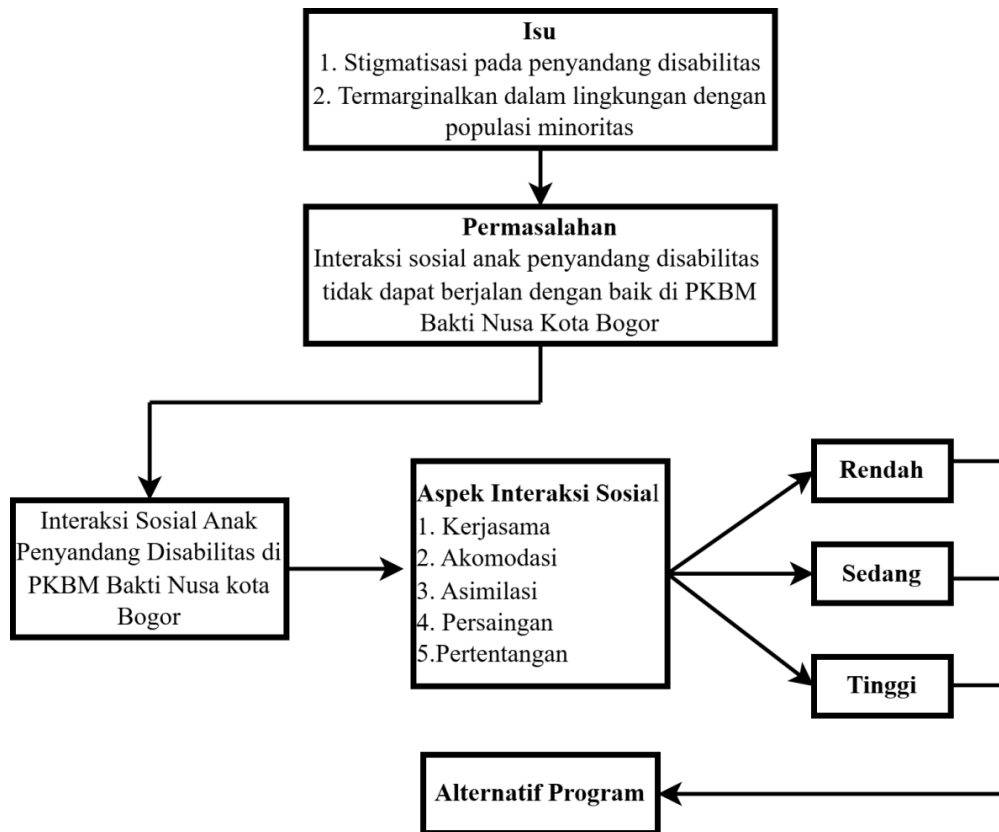 Isu
1. Stigmatisasi pada penyandang disabilitas
2. Termarginalkan dalam lingkungan dengan
populasi minoritas
Permasalahan
Interaksi sosial anak penyandang disabilitas
tidak dapat berjalan dengan baik di PKBM
Bakti Nusa Kota Bogor
Interaksi Sosial Anak
Penyandang Disabilitas di
PKBM Bakti Nusa kota
Bogor
Aspek Interaksi Sosial
1. Kerjasama
2. Akomodasi
3. Asimilasi
4. Persaingan
5.Pertentangan
Rendah
Sedang
Tinggi
Alternatif Program